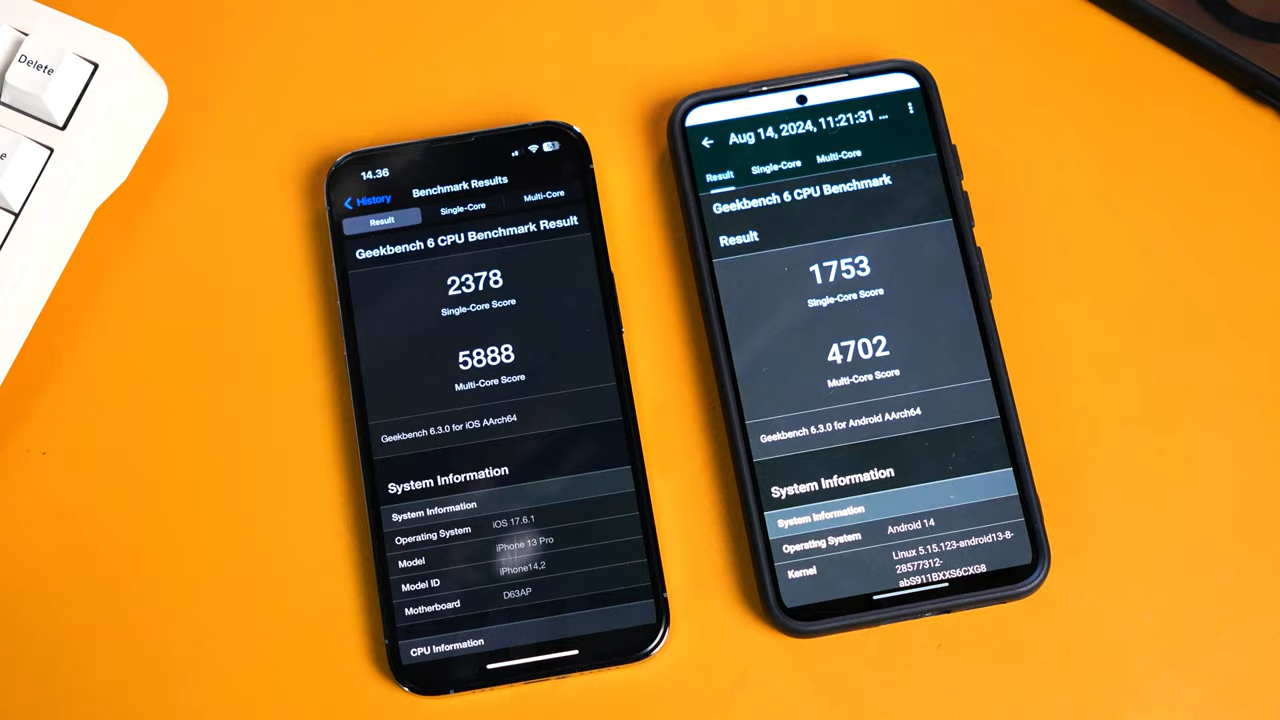 Delete
e
14.36
51
History
Benchmark Results
Result
Single-Core
Multi-Core
Geekbench 6 CPU Benchmark Result
2378
Single-Core Score
5888
Multi-Core Score
Geekbench 6.3.0 for iOS AArch64
System Information
System Information
Operating System iOS 17.6.1
Model iPhone 13 Pro
Model ID iPhone14,2
Motherboard D63AP
CPU Information
Aug 14, 2024, 11:21:31 ...
Result Single-Core Multi-Core
Geekbench 6 CPU Benchmark
Result
1753
Single-Core Score
4702
Multi-Core Score
Geekbench 6.3.0 for Android AArch64
System Information
System Information
Operating System Android 14
Kernel Linux 5.15.123-android13-8-
28577312-
abS911BXXS6CXG8